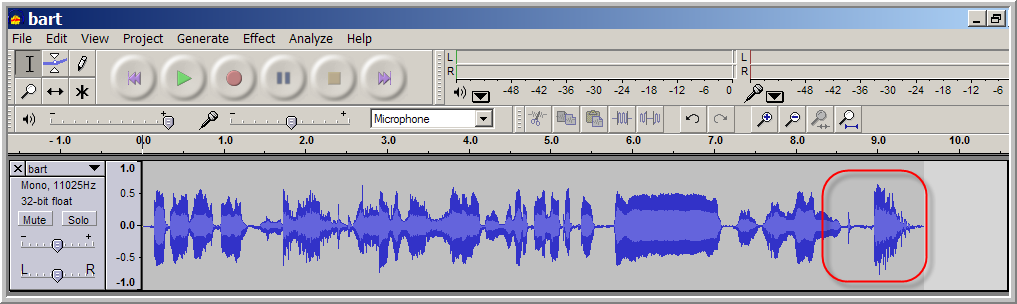 bart
File Edit View Project Generate Effect Analyze Help
L
R
-48 -42 -36 -30 -24 -18 -12 -6 0
L
R
-48 -42 -36 -30 -24 -18 -12 -6
Microphone
- 1.0 0.0 1.0 2.0 3.0 4.0 5.0 6.0 7.0 8.0 9.0 10.0
bart
Mono, 11025Hz
32-bit float
Mute Solo
- +
L R
1.0
0.5
0.0
-0.5
-1.0